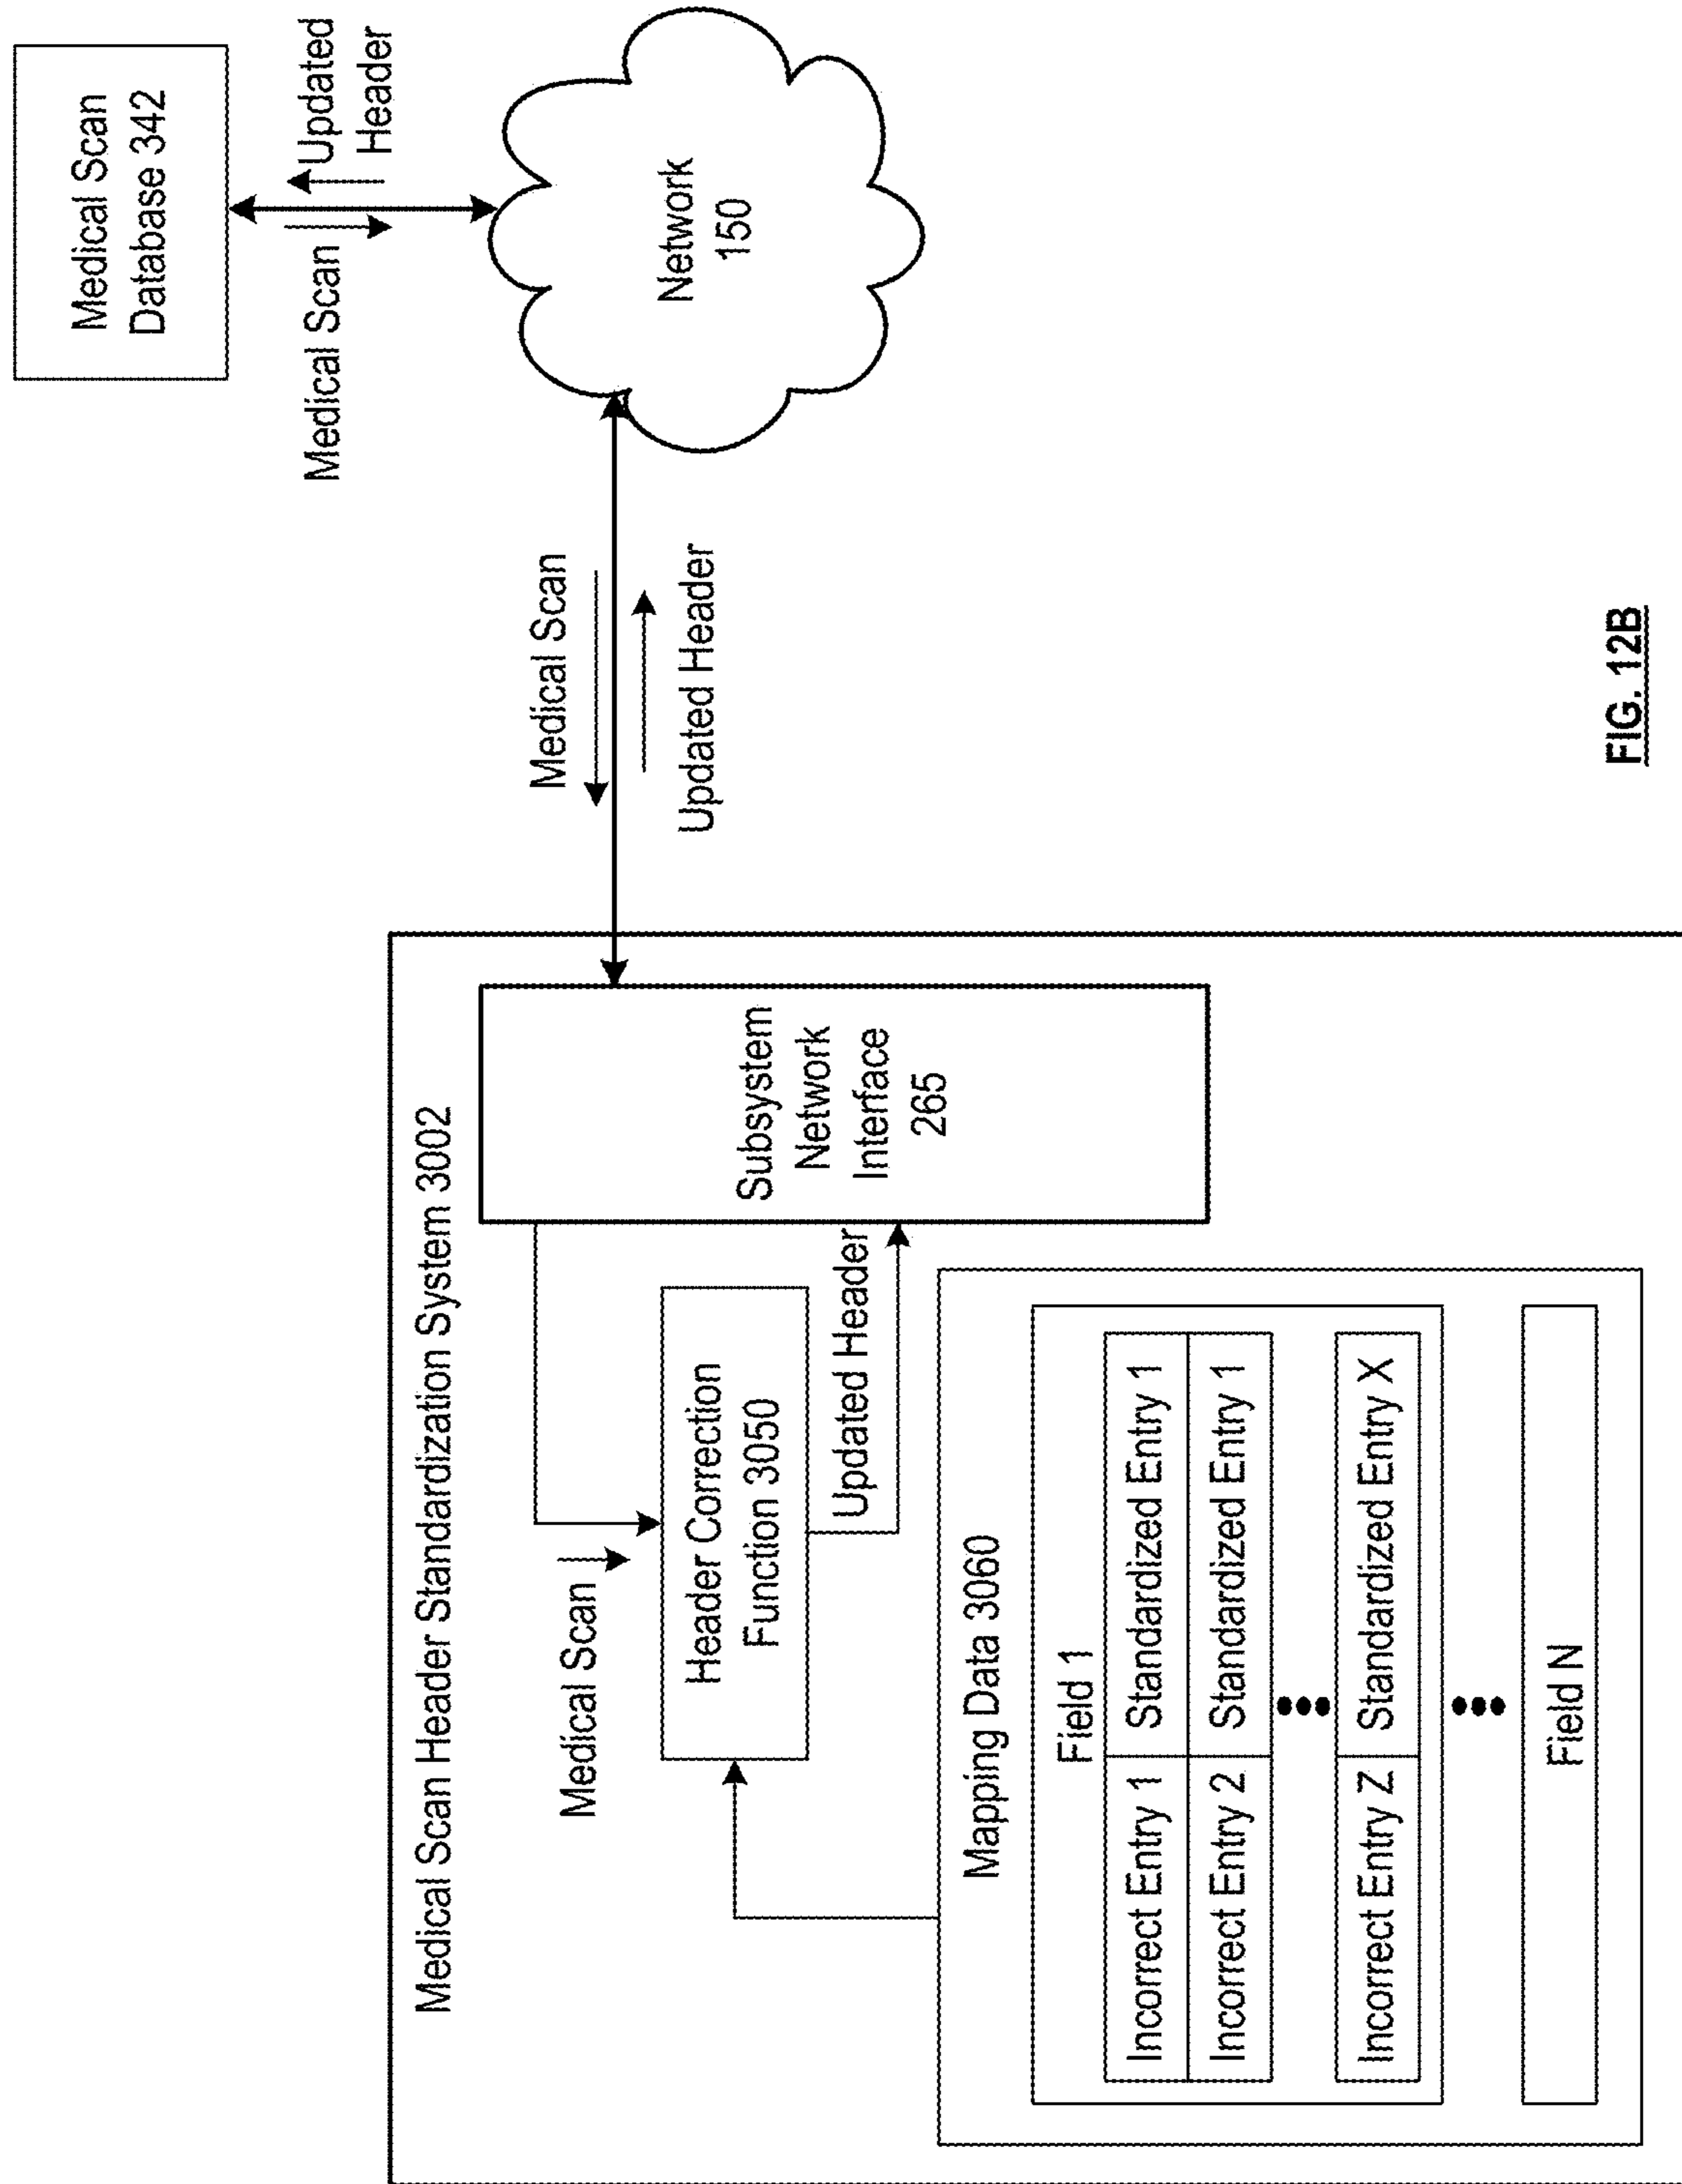 Medical Scan Header Standardization System 3002
Medical Scan
Header Correction
Function 3050
Updated Header
Subsystem
Network
Interface
265
Mapping Data 3060
Field 1
Incorrect Entry 1 Standardized Entry 1
Incorrect Entry 2 Standardized Entry 1
Incorrect Entry Z Standardized Entry X
Field N
Medical Scan
Updated Header
Medical Scan
Database 342
Medical Scan
Updated
Header
Network
150
FIG. 12B